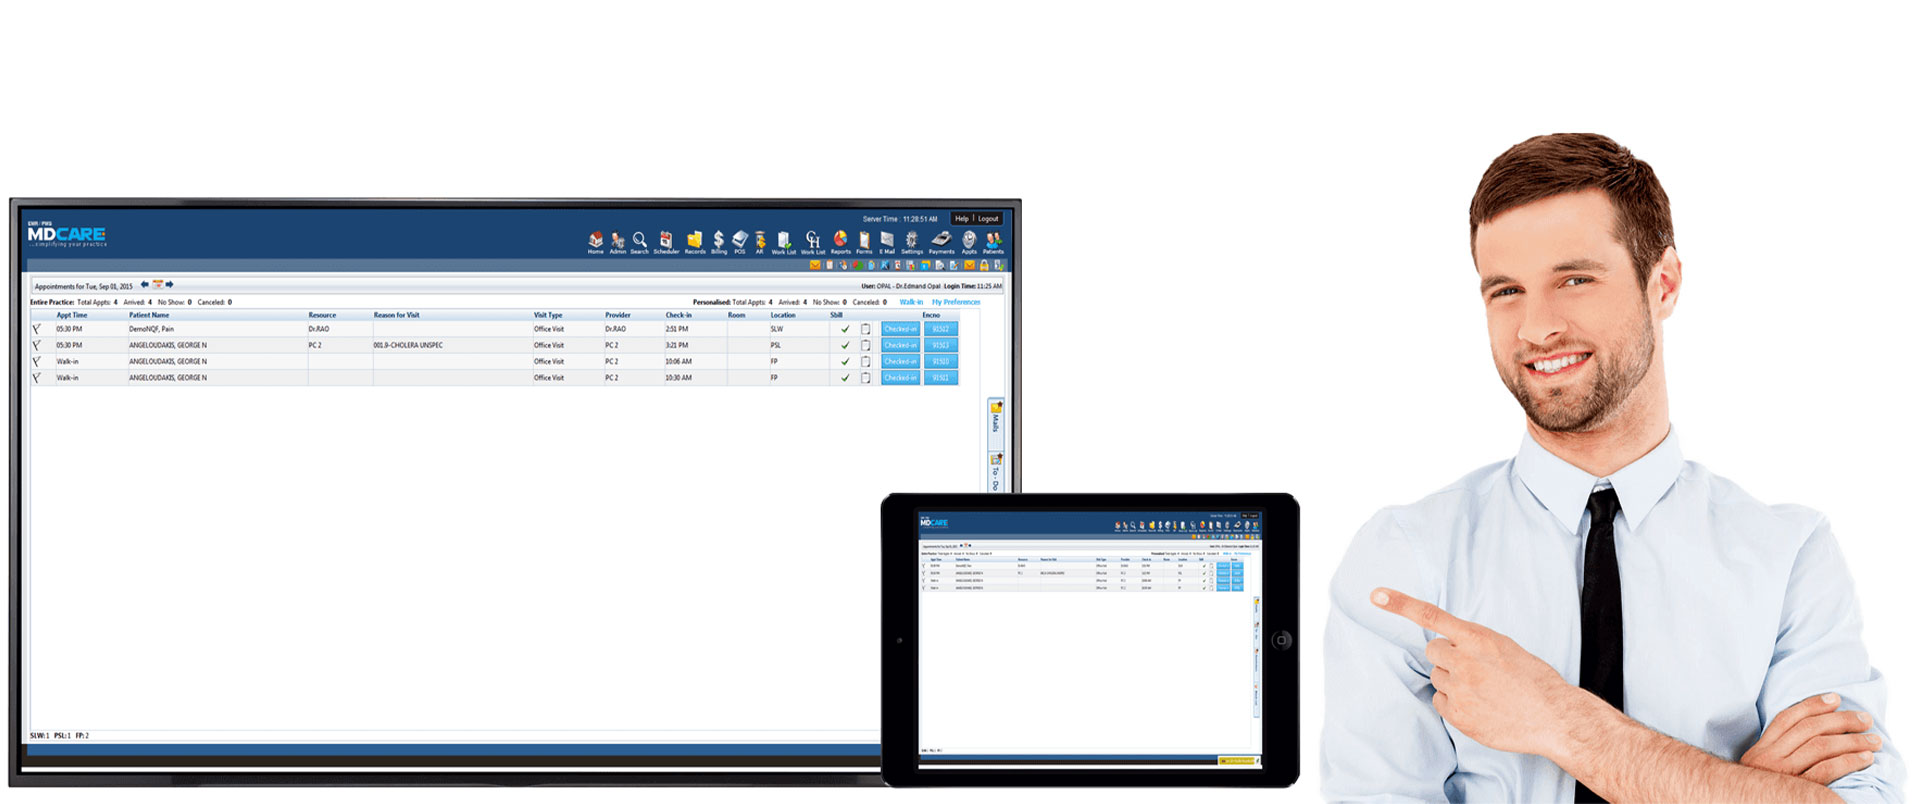 EMR / PMS
Server Time : 11:28:51 AM Help | Logout
MDCARE
...simplifying your practice
Home Admin Search Scheduler Records Billing POS AR Work List Work List Reports Forms E Mail Settings Payments Appts Patients
Appointments for Tue, Sep 01, 2015 User: OPAL - Dr.Edmand Opal Login Time: 11:25 AM
Entire Practice: Total Appts: 4 Arrived: 4 No Show: 0 Canceled: 0 Personalised: Total Appts: 4 Arrived: 4 No Show: 0 Canceled: 0 Walk-in My Preferences
Appt Time Patient Name Resource Reason for Visit Visit Type Provider Check-in Room Location Sbill Encno
05:30 PM DemoNQF, Pain Dr.RAO Office Visit Dr.RAO 2:51 PM SLW Checked-in 91512
05:30 PM ANGELOUDAKIS, GEORGE N PC 2 001.9-CHOLERA UNSPEC Office Visit PC 2 3:21 PM PSL Checked-in 91513
Walk-in ANGELOUDAKIS, GEORGE N Office Visit PC 2 10:06 AM FP Checked-in 91510
Walk-in ANGELOUDAKIS, GEORGE N Office Visit PC 2 10:30 AM FP Checked-in 91511
Mails
To - Do
SLW:1 PSL:1 FP:2
MDCARE